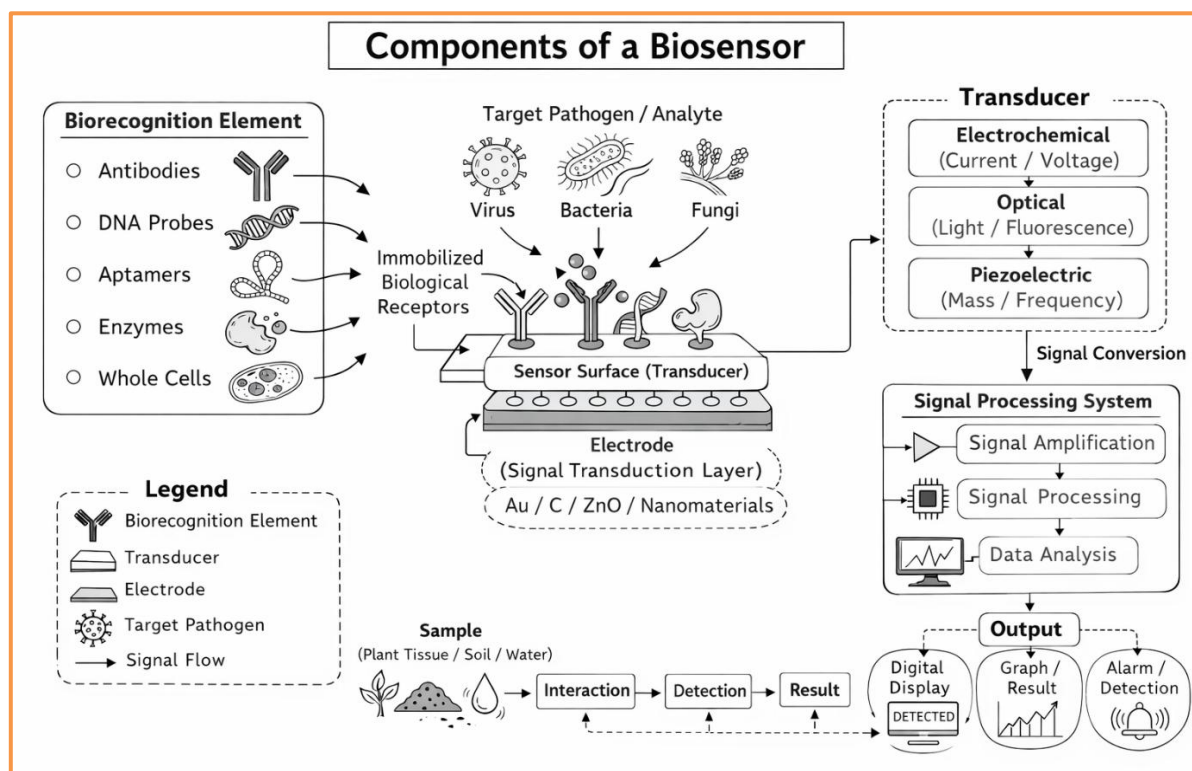 Components of a Biosensor
Biorecognition Element
Antibodies
DNA Probes
Aptamers
Enzymes
Whole Cells
Target Pathogen / Analyte
Virus
Bacteria
Fungi
Immobilized
Biological
Receptors
Sensor Surface (Transducer)
Electrode
(Signal Transduction Layer)
Au / C / ZnO / Nanomaterials
Transducer
Electrochemical
(Current / Voltage)
Optical
(Light / Fluorescence)
Piezoelectric
(Mass / Frequency)
Signal Conversion
Signal Processing System
Signal Amplification
Signal Processing
Data Analysis
Legend
Biorecognition Element
Transducer
Electrode
Target Pathogen
Signal Flow
Sample
(Plant Tissue / Soil / Water)
Interaction
Detection
Result
Output
Digital
Display
DETECTED
Graph /
Result
Alarm /
Detection